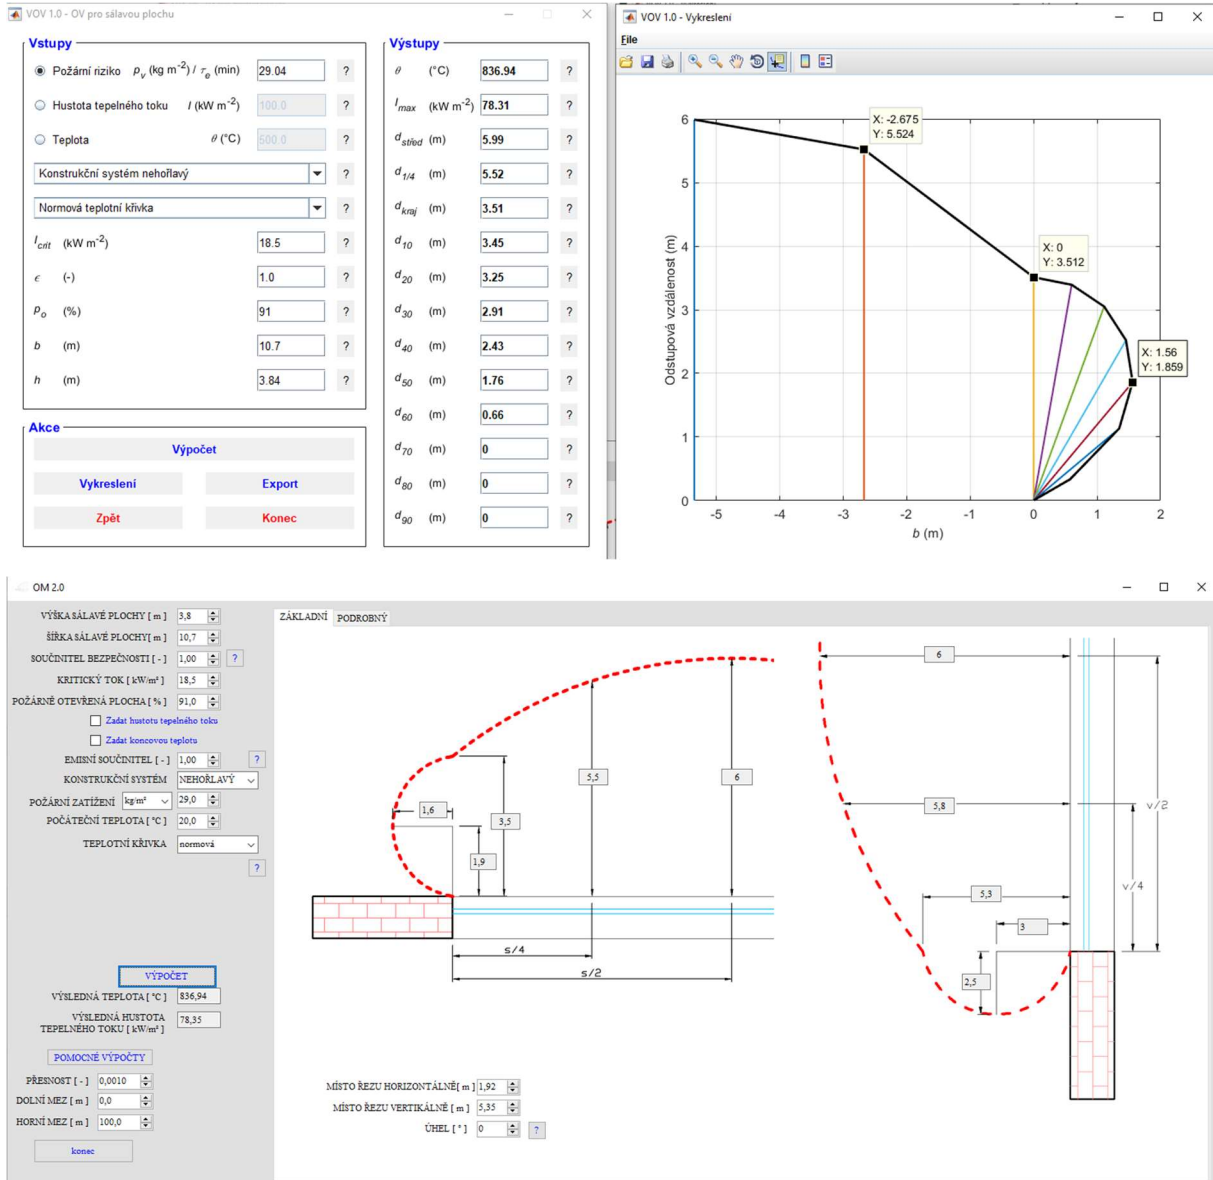 VOV 1.0 - OV pro sálavou plochu
Vstupy
Požární riziko p_v (kg m^-2) / τ_e (min) 29.04 ?
Hustota tepelného toku I (kW m^-2) 100.0 ?
Teplota θ (°C) 500.0 ?
Konstrukční systém nehořlavý ?
Normová teplotní křivka ?
I_crit (kW m^-2) 18.5 ?
ϵ (-) 1.0 ?
p_o (%) 91 ?
b (m) 10.7 ?
h (m) 3.84 ?
Akce
Výpočet
Vykreslení Export
Zpět Konec
Výstupy
θ (°C) 836.94 ?
I_max (kW m^-2) 78.31 ?
d_střed (m) 5.99 ?
d_1/4 (m) 5.52 ?
d_kraj (m) 3.51 ?
d_10 (m) 3.45 ?
d_20 (m) 3.25 ?
d_30 (m) 2.91 ?
d_40 (m) 2.43 ?
d_50 (m) 1.76 ?
d_60 (m) 0.66 ?
d_70 (m) 0 ?
d_80 (m) 0 ?
d_90 (m) 0 ?
VOV 1.0 - Vykreslení
File
X: -2.675
Y: 5.524
X: 0
Y: 3.512
X: 1.56
Y: 1.859
Odstupová vzdálenost (m)
6
5
4
3
2
1
0
-5 -4 -3 -2 -1 0 1 2
b (m)
OM 2.0
VÝŠKA SÁLAVÉ PLOCHY [ m ] 3,8
ŠÍŘKA SÁLAVÉ PLOCHY[ m ] 10,7
SOUČINITEL BEZPEČNOSTI [ - ] 1,00 ?
KRITICKÝ TOK [ kW/m² ] 18,5
POŽÁRNĚ OTEVŘENÁ PLOCHA [ % ] 91,0
Zadat hustotu tepelného toku
Zadat koncovou teplotu
EMISNÍ SOUČINITEL [ - ] 1,00 ?
KONSTRUKČNÍ SYSTÉM NEHOŘLAVÝ
POŽÁRNÍ ZATÍŽENÍ kg/m² 29,0
POČÁTEČNÍ TEPLOTA [ °C ] 20,0
TEPLOTNÍ KŘIVKA normová
?
VÝPOČET
VÝSLEDNÁ TEPLOTA [ °C ] 836,94
VÝSLEDNÁ HUSTOTA
TEPELNÉHO TOKU [ kW/m² ] 78,35
POMOCNÉ VÝPOČTY
PŘESNOST [ - ] 0,0010
DOLNÍ MEZ [ m ] 0,0
HORNÍ MEZ [ m ] 100,0
konec
ZÁKLADNÍ PODROBNÝ
1,6
3,5
1,9
5,5
6
s/4
s/2
6
5,8
5,3
3
2,5
v/2
v/4
MÍSTO ŘEZU HORIZONTÁLNĚ[ m ] 1,92
MÍSTO ŘEZU VERTIKÁLNĚ [ m ] 5,35
ÚHEL [ ° ] 0 ?